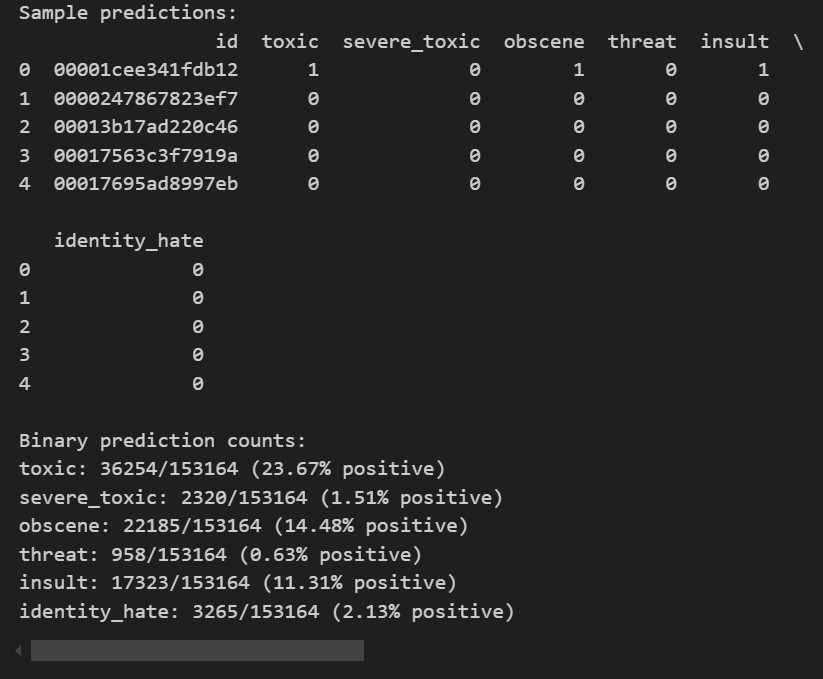 Sample predictions:
id toxic severe_toxic obscene threat insult \
0 00001cee341fdb12 1 0 1 0 1
1 0000247867823ef7 0 0 0 0 0
2 00013b17ad220c46 0 0 0 0 0
3 00017563c3f7919a 0 0 0 0 0
4 00017695ad8997eb 0 0 0 0 0
identity_hate
0 0
1 0
2 0
3 0
4 0
Binary prediction counts:
toxic: 36254/153164 (23.67% positive)
severe_toxic: 2320/153164 (1.51% positive)
obscene: 22185/153164 (14.48% positive)
threat: 958/153164 (0.63% positive)
insult: 17323/153164 (11.31% positive)
identity_hate: 3265/153164 (2.13% positive)